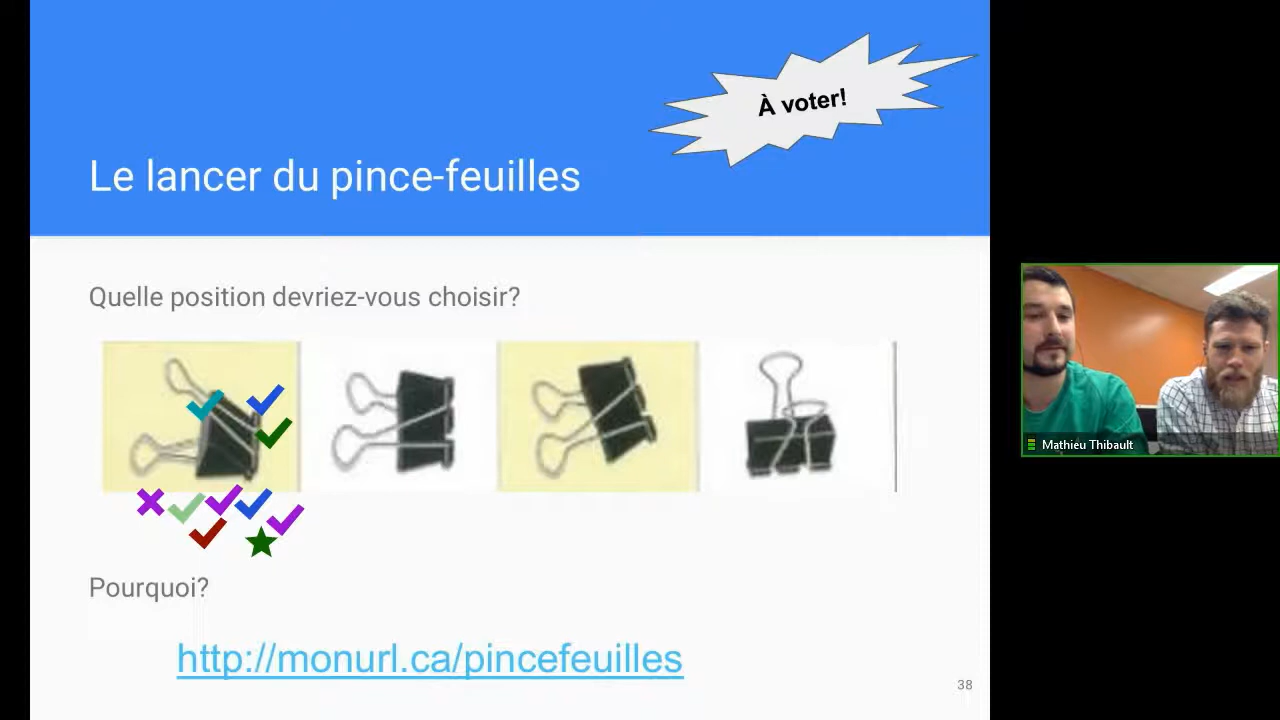 À voter!
Le lancer du pince-feuilles
Quelle position devriez-vous choisir?
Mathieu Thibault
Pourquoi?
http://monurl.ca/pincefeuilles
38